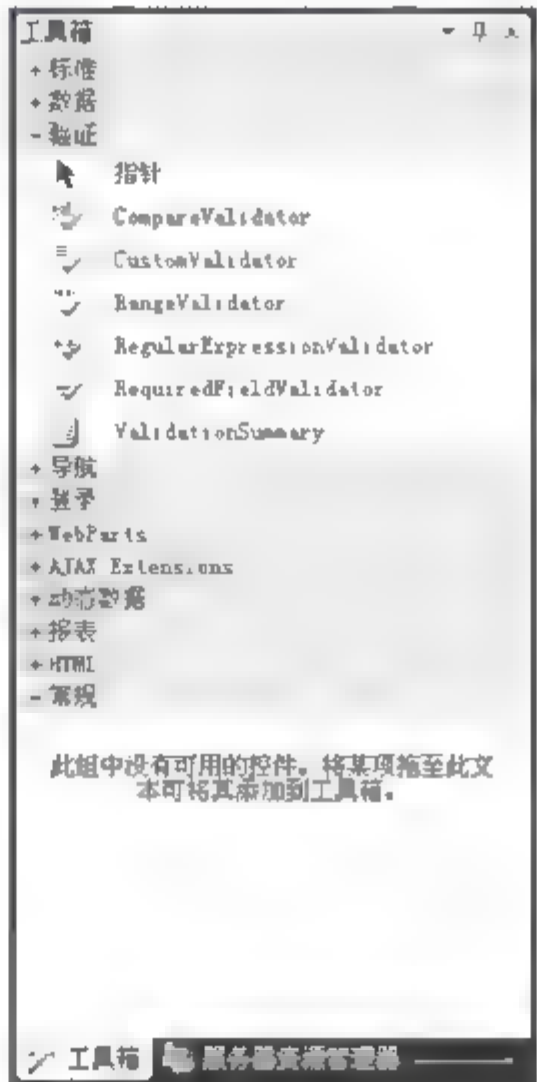 工具箱
标准
数据
验证
指针
CompareValidator
CustomValidator
RangeValidator
RegularExpressionValidator
RequiredFieldValidator
ValidationSummary
导航
登录
WebParts
AJAX Extensions
动态数据
报表
HTML
常规
此组中没有可用的控件。将某项拖至此文
本可将其添加到工具箱。
工具箱
服务器资源管理器